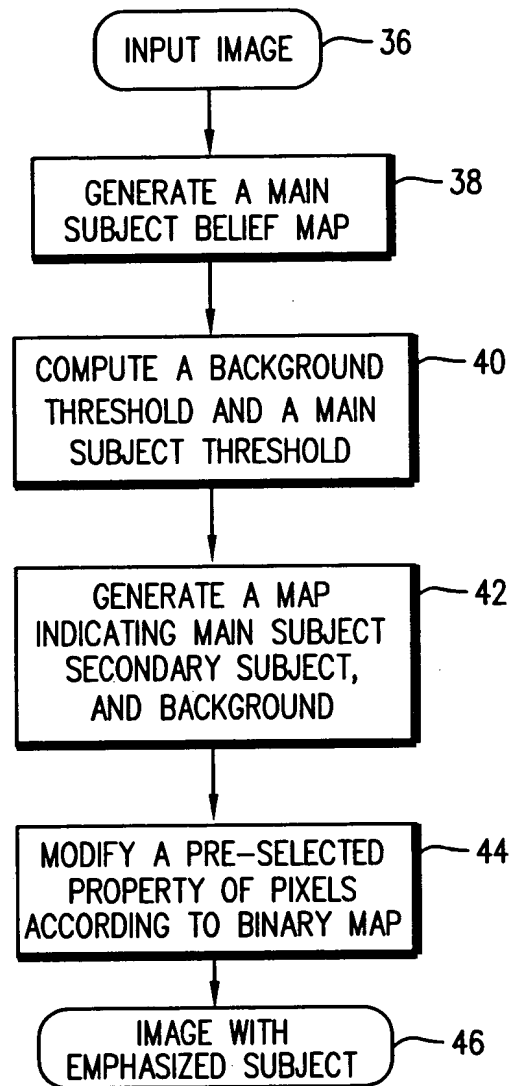 INPUT IMAGE
36
GENERATE A MAIN
SUBJECT BELIEF MAP
38
COMPUTE A BACKGROUND
THRESHOLD AND A MAIN
SUBJECT THRESHOLD
40
GENERATE A MAP
INDICATING MAIN SUBJECT
SECONDARY SUBJECT,
AND BACKGROUND
42
MODIFY A PRE-SELECTED
PROPERTY OF PIXELS
ACCORDING TO BINARY MAP
44
IMAGE WITH
EMPHASIZED SUBJECT
46